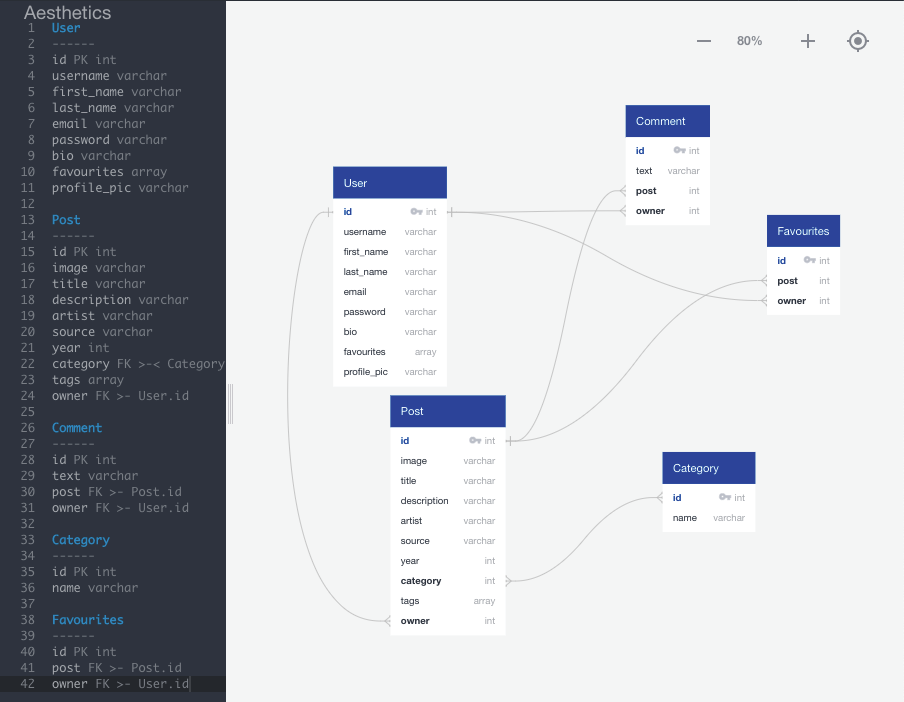 Aesthetics
1 User
2 ------
3 id PK int
4 username varchar
5 first_name varchar
6 last_name varchar
7 email varchar
8 password varchar
9 bio varchar
10 favourites array
11 profile_pic varchar
12
13 Post
14 ------
15 id PK int
16 image varchar
17 title varchar
18 description varchar
19 artist varchar
20 source varchar
21 year int
22 category FK >-< Category
23 tags array
24 owner FK >- User.id
25
26 Comment
27 ------
28 id PK int
29 text varchar
30 post FK >- Post.id
31 owner FK >- User.id
32
33 Category
34 ------
35 id PK int
36 name varchar
37
38 Favourites
39 ------
40 id PK int
41 post FK >- Post.id
42 owner FK >- User.id
80%
Comment
id int
text varchar
post int
owner int
User
id int
username varchar
first_name varchar
last_name varchar
email varchar
password varchar
bio varchar
favourites array
profile_pic varchar
Favourites
id int
post int
owner int
Post
id int
image varchar
title varchar
description varchar
artist varchar
source varchar
year int
category int
tags array
owner int
Category
id int
name varchar